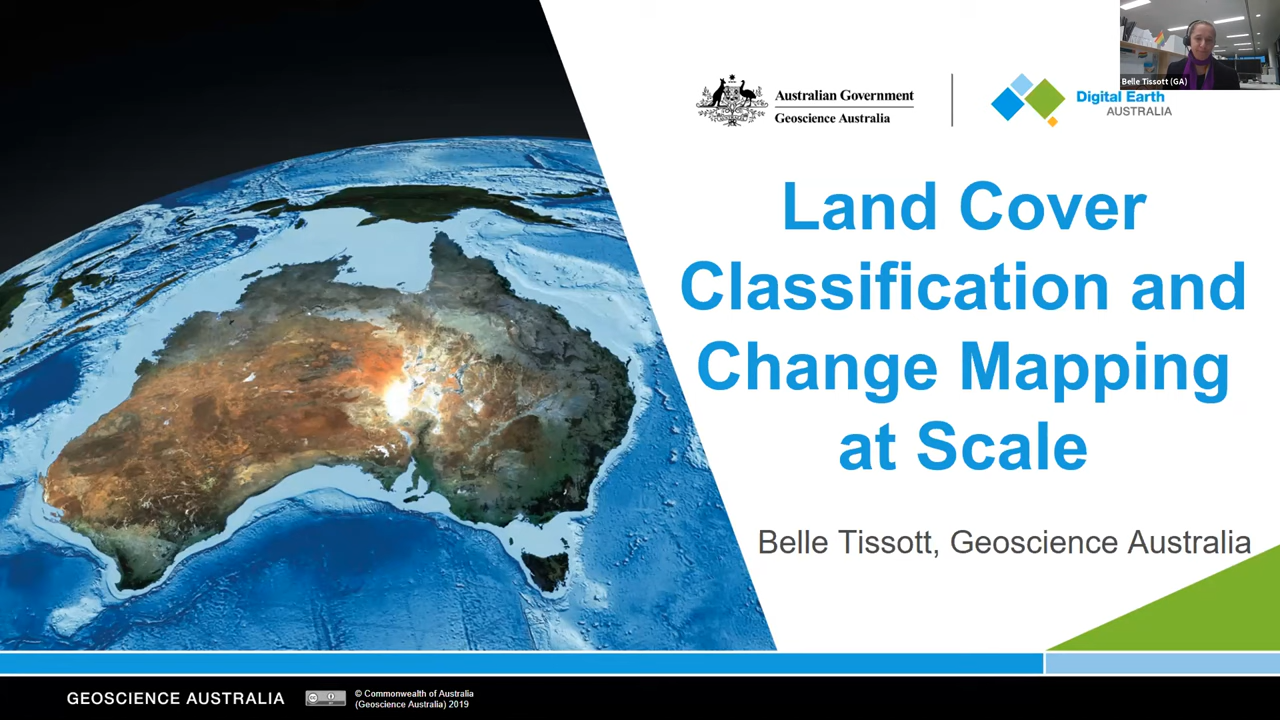 Belle Tissott (GA)
Australian Government
Geoscience Australia
Digital Earth
AUSTRALIA
Land Cover
Classification and
Change Mapping
at Scale
Belle Tissott, Geoscience Australia
GEOSCIENCE AUSTRALIA
© Commonwealth of Australia
(Geoscience Australia) 2019